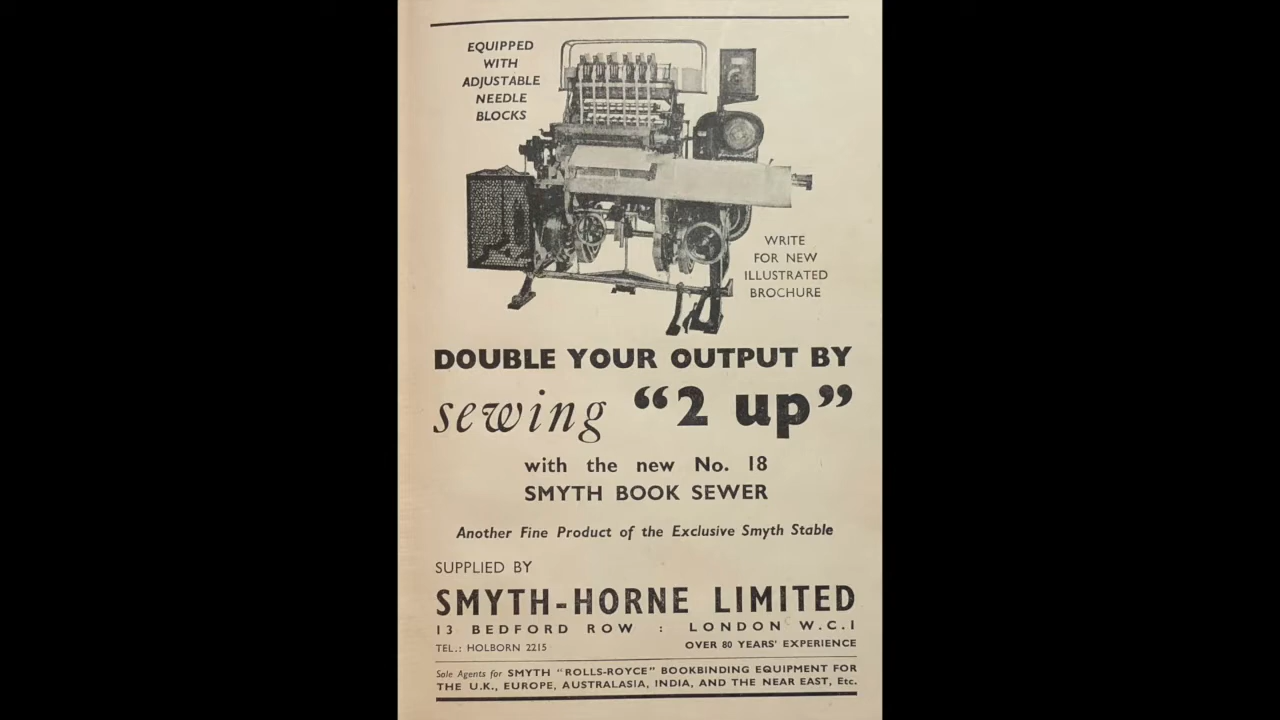 EQUIPPED
WITH
ADJUSTABLE
NEEDLE
BLOCKS
WRITE
FOR NEW
ILLUSTRATED
BROCHURE
DOUBLE YOUR OUTPUT BY
sewing “2 up”
with the new No. 18
SMYTH BOOK SEWER
Another Fine Product of the Exclusive Smyth Stable
SUPPLIED BY
SMYTH-HORNE LIMITED
13 BEDFORD ROW : LONDON W.C.1
TEL.: HOLBORN 2215 OVER 80 YEARS' EXPERIENCE
Sole Agents for SMYTH "ROLLS-ROYCE" BOOKBINDING EQUIPMENT FOR
THE U.K., EUROPE, AUSTRALASIA, INDIA, AND THE NEAR EAST, Etc.